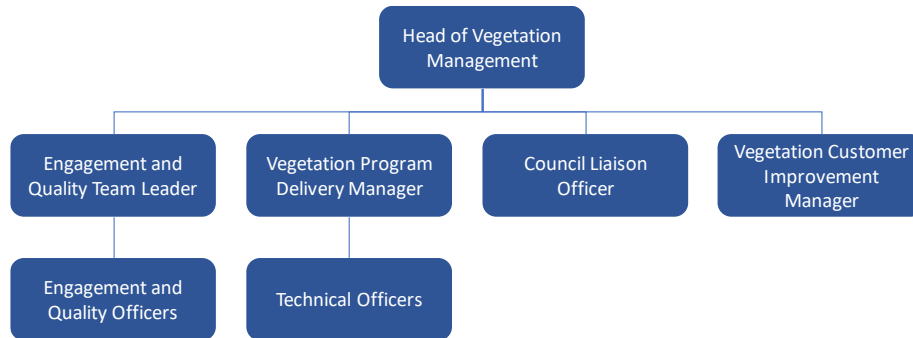 Head of Vegetation
Management
Engagement and
Quality Team Leader
Vegetation Program
Delivery Manager
Council Liaison
Officer
Vegetation Customer
Improvement
Manager
Engagement and
Quality Officers
Technical Officers